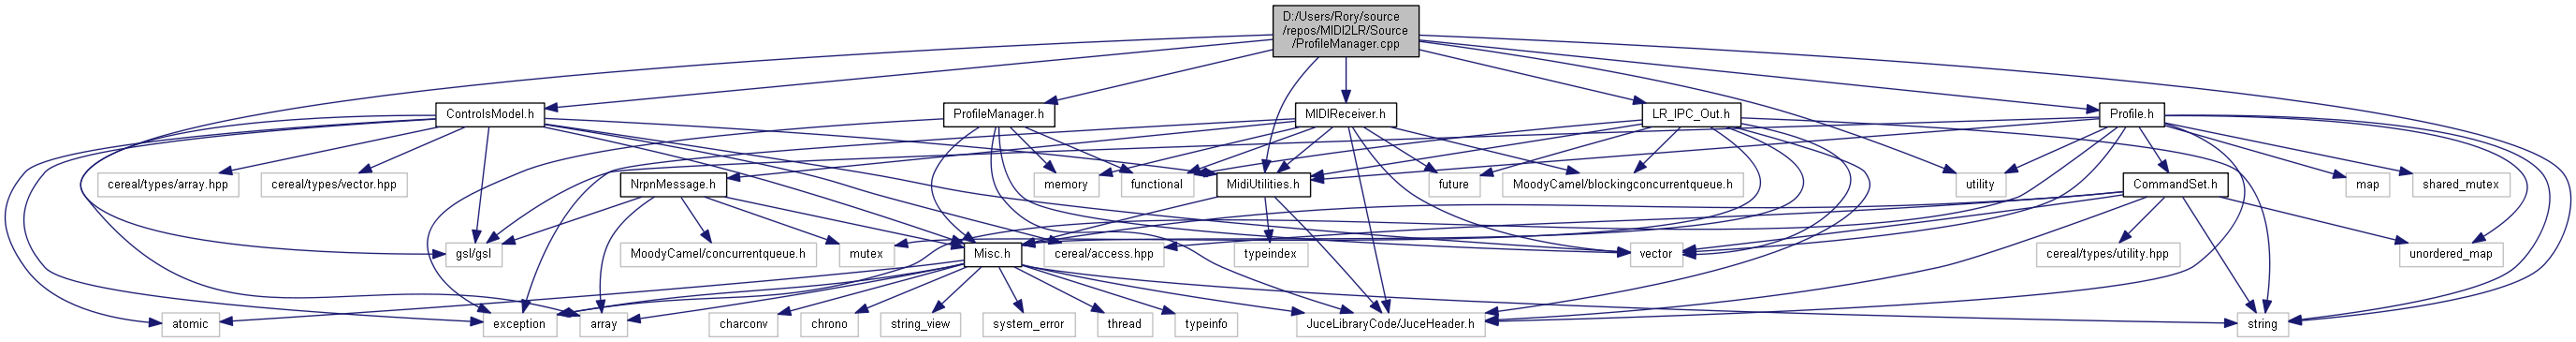 D:/Users/Rory/source
/repos/MIDI2LR/Source
/ProfileManager.cpp
ControlsModel.h
ProfileManager.h
MIDIReceiver.h
LR_IPC_Out.h
Profile.h
cereal/types/array.hpp
cereal/types/vector.hpp
NrpnMessage.h
memory
functional
MidiUtilities.h
future
MoodyCamel/blockingconcurrentqueue.h
utility
CommandSet.h
map
shared_mutex
gsl/gsl
MoodyCamel/concurrentqueue.h
mutex
Misc.h
cereal/access.hpp
typeindex
vector
cereal/types/utility.hpp
unordered_map
atomic
exception
array
charconv
chrono
string_view
system_error
thread
typeinfo
JuceLibraryCode/JuceHeader.h
string